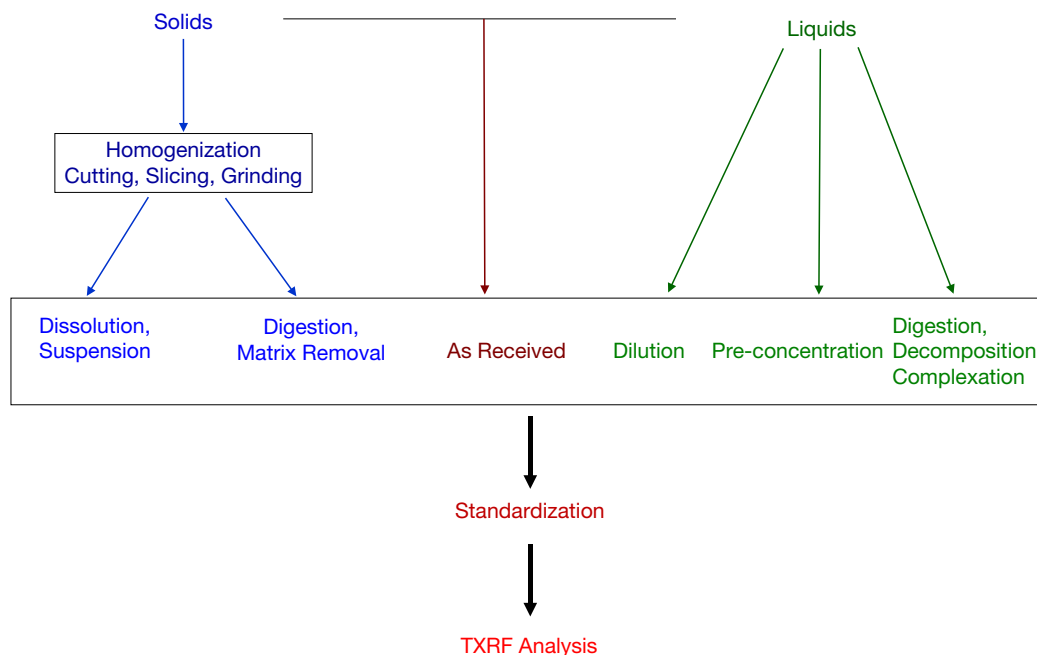 Solids
Liquids
Homogenization
Cutting, Slicing, Grinding
Dissolution,
Suspension
Digestion,
Matrix Removal
As Received
Dilution
Pre-concentration
Digestion,
Decomposition
Complexation
Standardization
TXRF Analysis